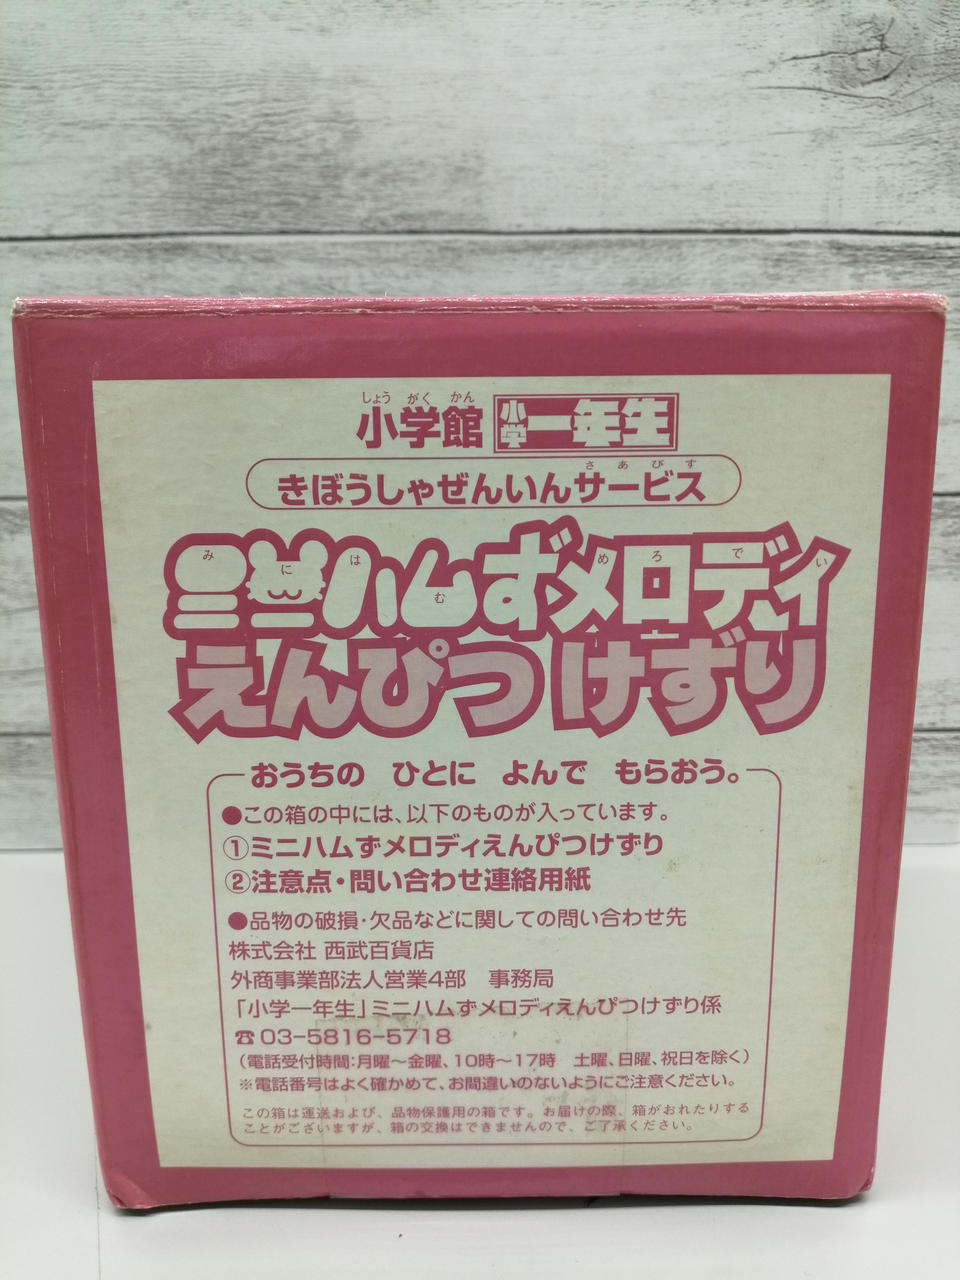 しょう がく かん
小学館 小学一年生
さあびす
きぼうしゃぜんいんサービス
み に は む め ろ で い
ミニハムずメロディ
えんぴつけずり
おうちの ひとに よんで もらおう。
●この箱の中には、以下のものが入っています。
①ミニハムずメロディえんぴつけずり
②注意点・問い合わせ連絡用紙
●品物の破損・欠品などに関しての問い合わせ先
株式会社 西武百貨店
外商事業部法人営業4部 事務局
「小学一年生」ミニハムずメロディえんぴつけずり係
☎03-5816-5718
(電話受付時間:月曜〜金曜、10時〜17時 土曜、日曜、祝日を除く)
※電話番号はよく確かめて、お間違いのないようにご注意ください。
この箱は運送および、品物保護用の箱です。お届けの際、箱がおれたりする
ことがございますが、箱の交換はできませんので、ご了承ください。